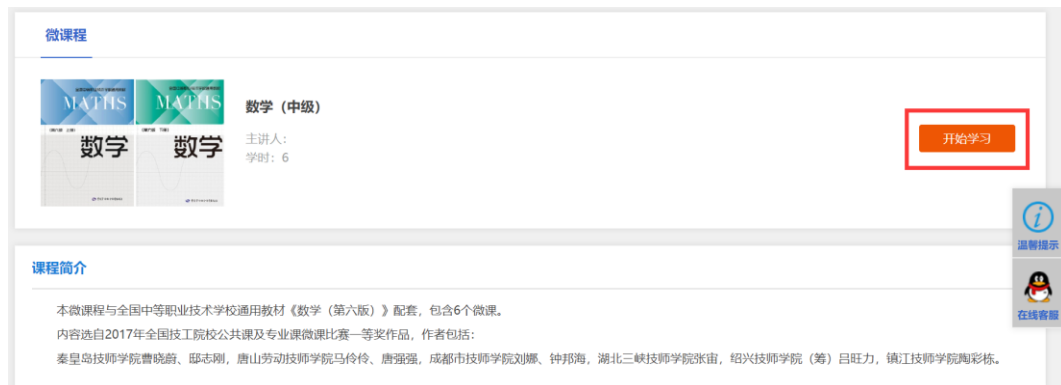 微课程
MATHS
MATHS
数学
数学
数学（中级）
主讲人：
学时：6
开始学习
温馨提示
在线客服
课程简介
本微课程与全国中等职业技术学校通用教材《数学（第六版）》配套，包含6个微课。
内容选自2017年全国技工院校公共课及专业课微课比赛一等奖作品，作者包括：
秦皇岛技师学院曹晓蔚、邸志刚，唐山劳动技师学院马伶伶、唐强强，成都市技师学院刘娜、钟邦海，湖北三峡技师学院张宙，绍兴技师学院（筹）吕旺力，镇江技师学院陶彩栋。